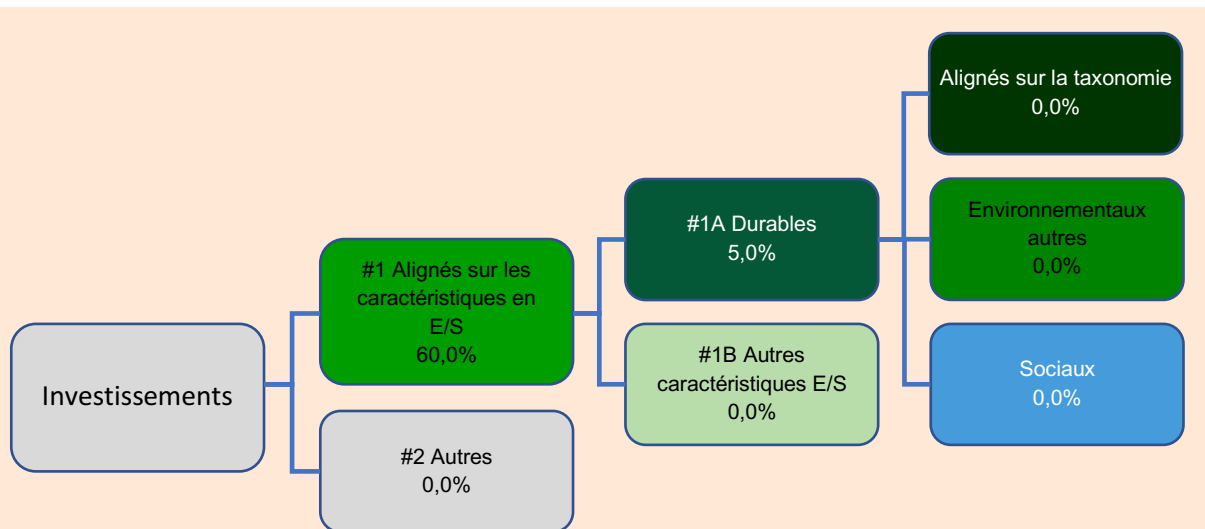 Investissements
#1 Alignés sur les
caractéristiques en
E/S
60,0%
#2 Autres
0,0%
#1A Durables
5,0%
#1B Autres
caractéristiques E/S
0,0%
Alignés sur la taxonomie
0,0%
Environnementaux
autres
0,0%
Sociaux
0,0%